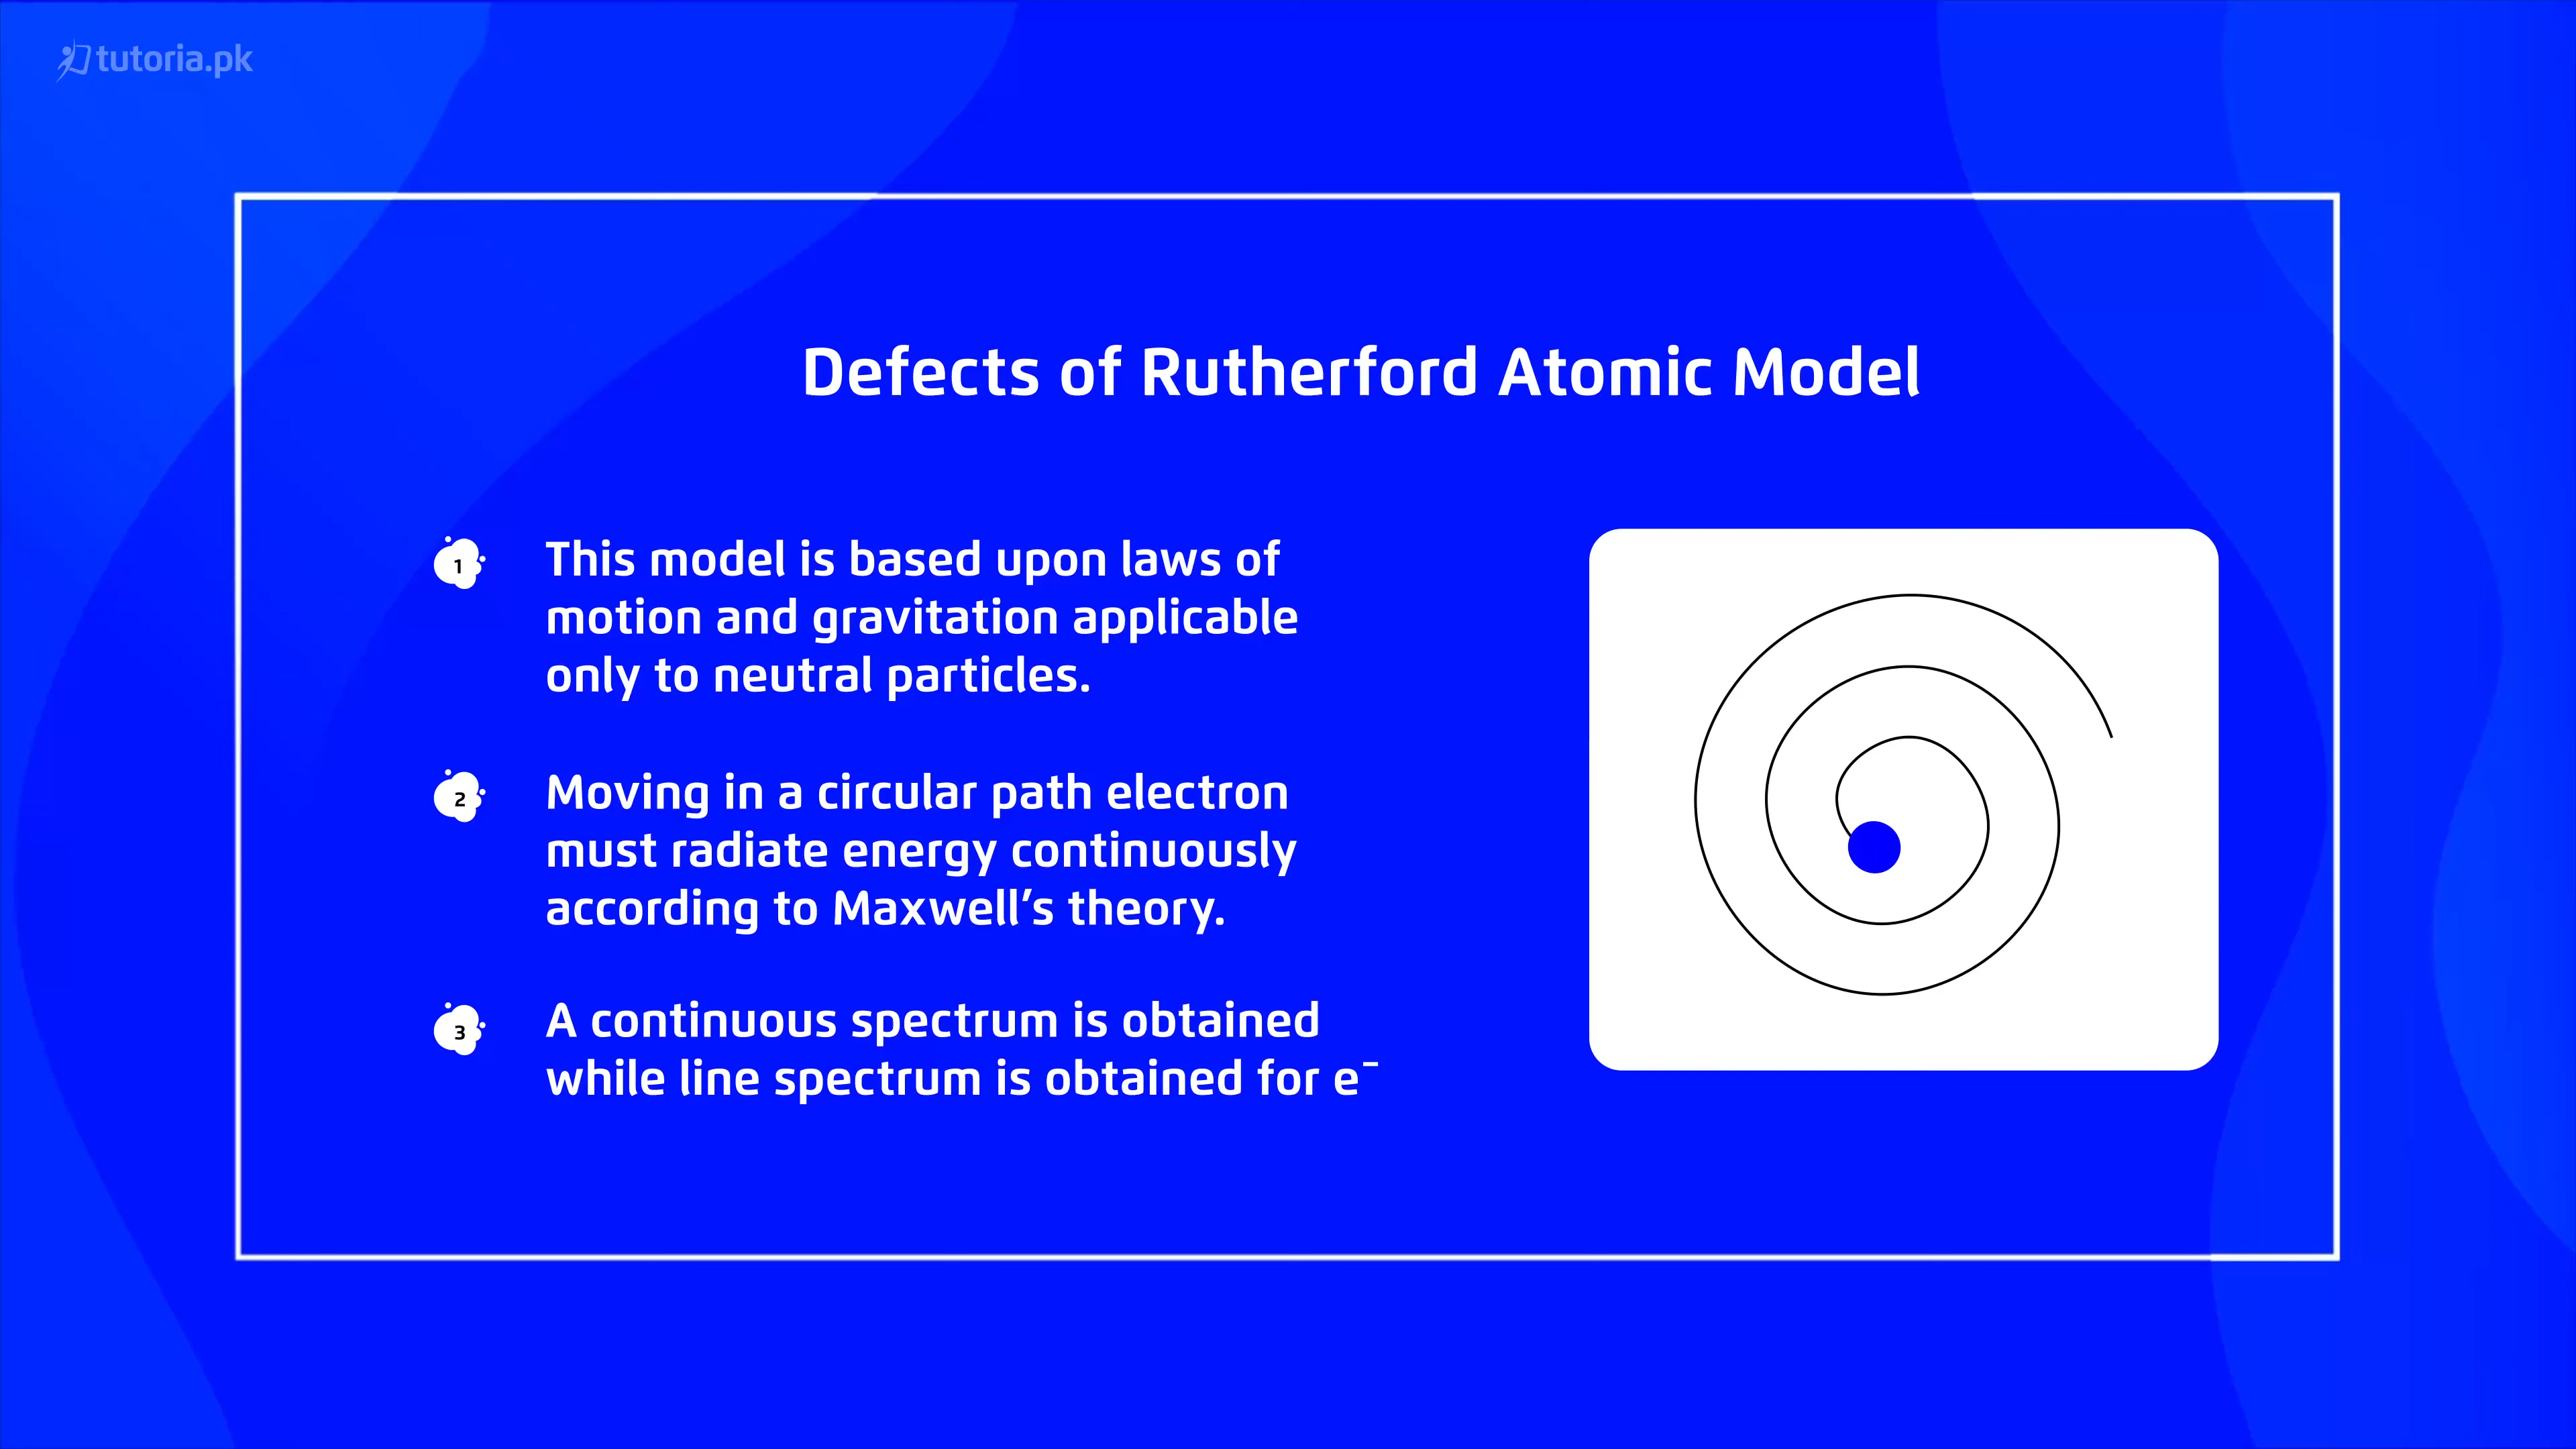 tutoria.pk
Defects of Rutherford Atomic Model
1
This model is based upon laws of
motion and gravitation applicable
only to neutral particles.
2
Moving in a circular path electron
must radiate energy continuously
according to Maxwell’s theory.
3
A continuous spectrum is obtained
while line spectrum is obtained for e⁻